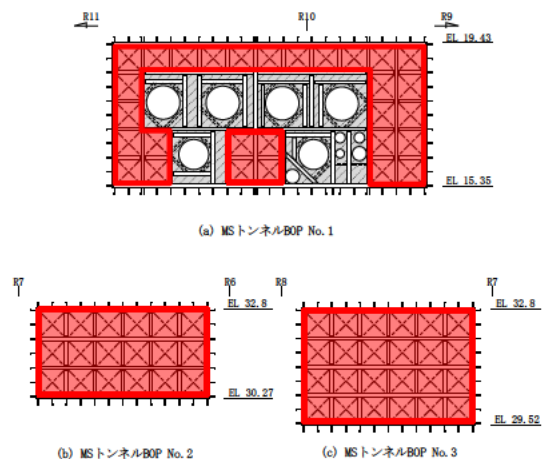 R11
R10
R9
EL 19.43
EL 15.35
(a) MSトンネルBOP No.1
R7
R6
R8
R7
EL 32.8
EL 32.8
EL 30.27
EL 29.52
(b) MSトンネルBOP No.2
(c) MSトンネルBOP No.3